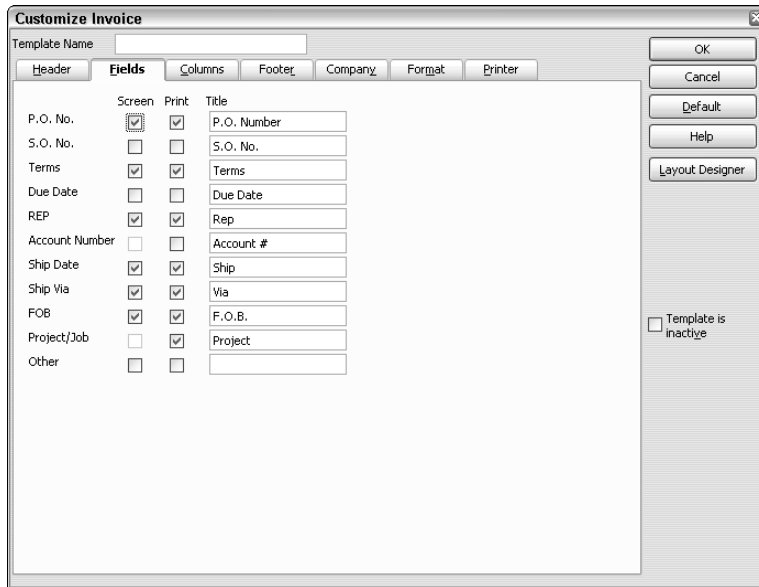 Customize Invoice
Template Name
OK
Header Fields Columns Footer Company Format Printer
Cancel
Default
Help
Layout Designer
Screen Print Title
P.O. No. P.O. Number
S.O. No. S.O. No.
Terms Terms
Due Date Due Date
REP Rep
Account Number Account #
Ship Date Ship
Ship Via Via
FOB F.O.B.
Project/Job Project
Other
Template is
inactive